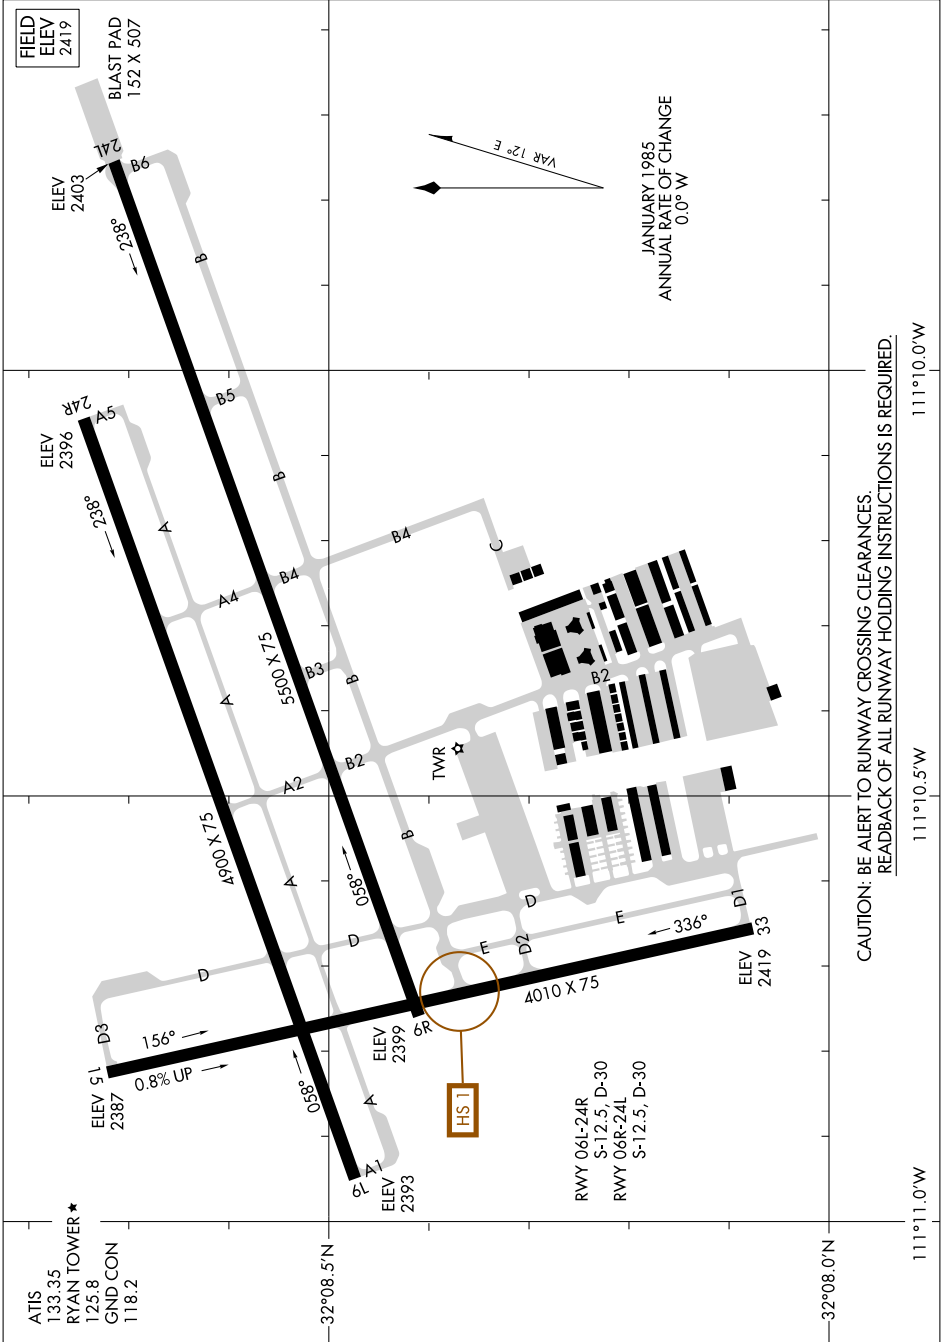 ATIS
133.35
RYAN TOWER★
125.8
GND CON
118.2
FIELD
ELEV
2419
BLAST PAD
152 X 507
24L
ELEV
2403
B6
238°
B
24R
A5
ELEV
2396
238°
B5
A
B
B4
C
A4
B4
5500 X 75
B3
B
A
B2
TWR
B2
A2
4900 X 75
B
A
058°
D
D
D
E
E
D2
D1
336°
33
ELEV
2419
4010 X 75
D3
156°
0.8% UP
15
ELEV
2387
ELEV
2399
6R
HS 1
058°
A
A1
6L
ELEV
2393
RWY 06L-24R
S-12.5, D-30
RWY 06R-24L
S-12.5, D-30
VAR 12° E
JANUARY 1985
ANNUAL RATE OF CHANGE
0.0° W
CAUTION: BE ALERT TO RUNWAY CROSSING CLEARANCES.
READBACK OF ALL RUNWAY HOLDING INSTRUCTIONS IS REQUIRED.
32°08.5'N
32°08.0'N
111°11.0'W
111°10.5'W
111°10.0'W